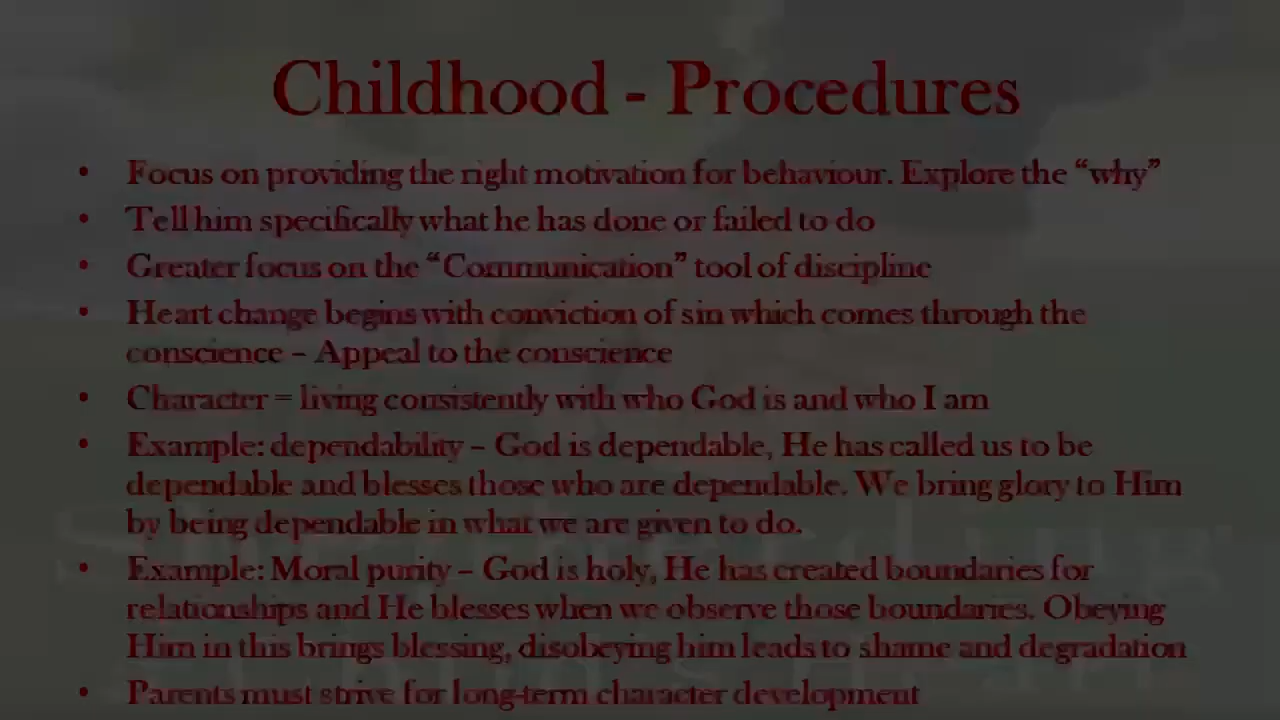 Childhood - Procedures
• Focus on providing the right motivation for behaviour. Explore the “why”
• Tell him specifically what he has done or failed to do
• Greater focus on the “Communication” tool of discipline
• Heart change begins with conviction of sin which comes through the
conscience – Appeal to the conscience
• Character = living consistently with who God is and who I am
• Example: dependability – God is dependable, He has called us to be
dependable and blesses those who are dependable. We bring glory to Him
by being dependable in what we are given to do.
• Example: Moral purity – God is holy, He has created boundaries for
relationships and He blesses when we observe those boundaries. Obeying
Him in this brings blessing, disobeying him leads to shame and degradation
• Parents must strive for long-term character development
Shepherding
a Child's Heart